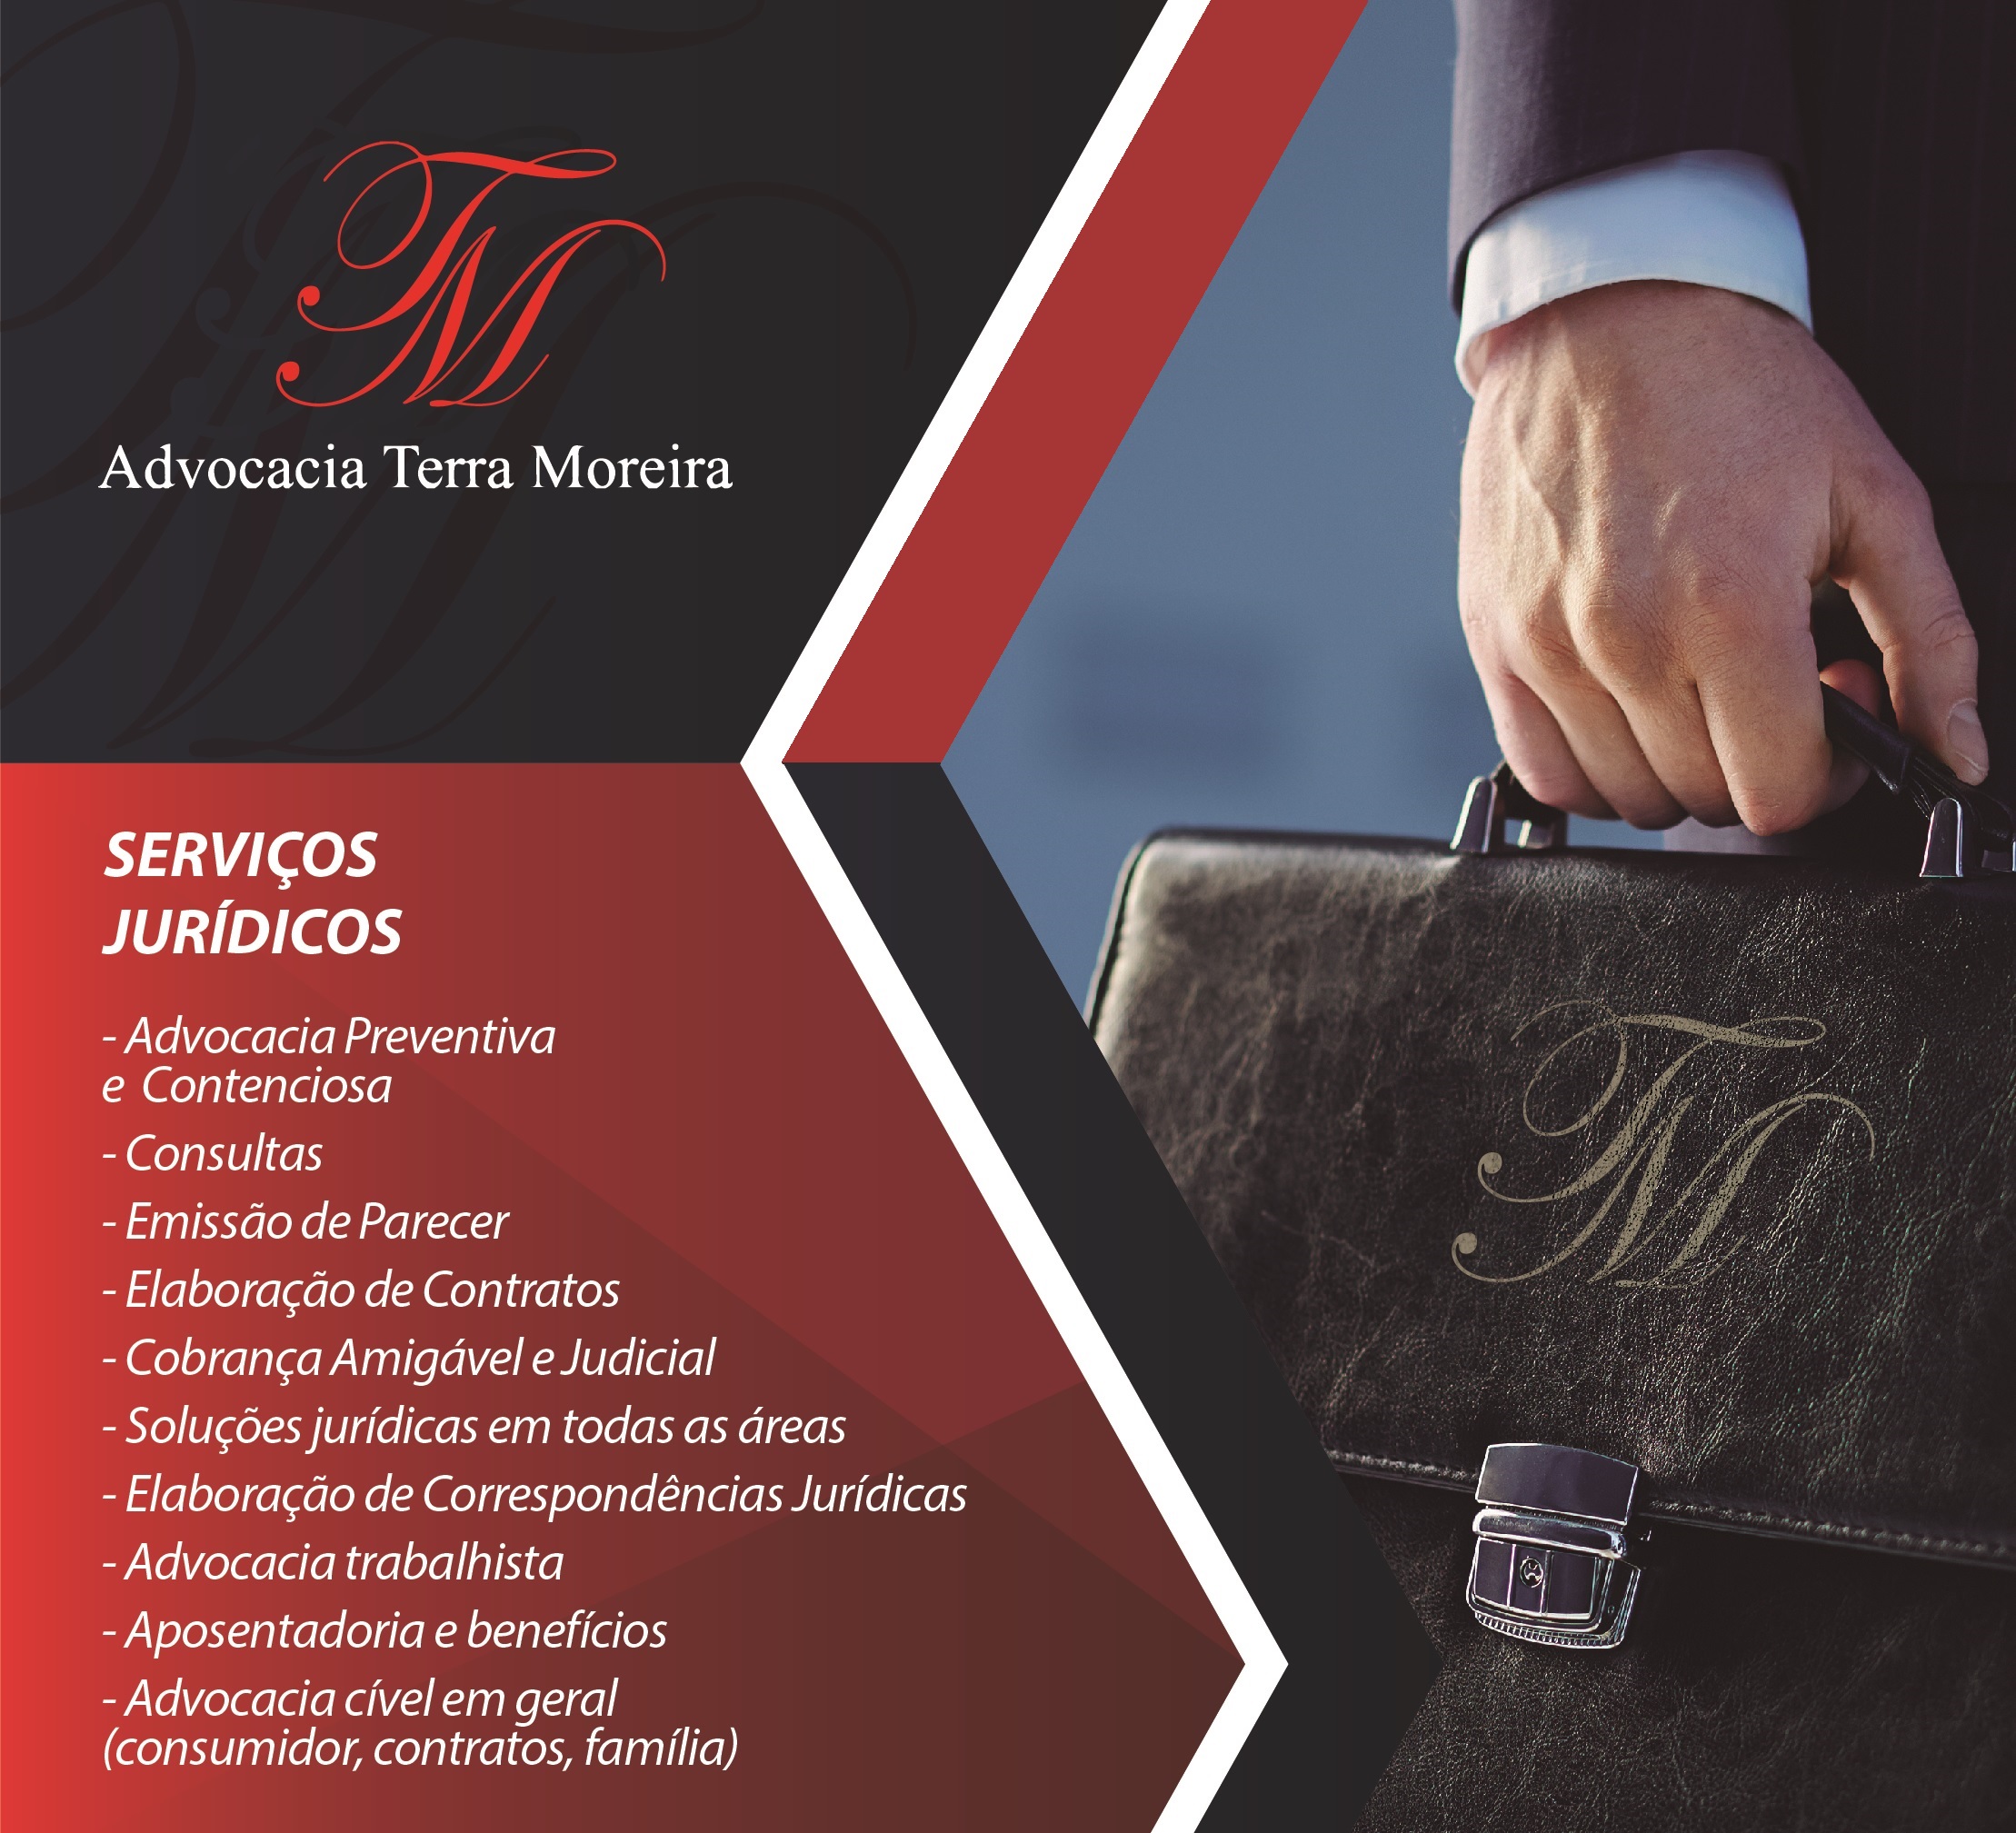 TM
Advocacia Terra Moreira
SERVIÇOS
JURÍDICOS
- Advocacia Preventiva
e Contenciosa
- Consultas
- Emissão de Parecer
- Elaboração de Contratos
- Cobrança Amigável e Judicial
- Soluções jurídicas em todas as áreas
- Elaboração de Correspondências Jurídicas
- Advocacia trabalhista
- Aposentadoria e benefícios
- Advocacia cível em geral
(consumidor, contratos, família)
TM